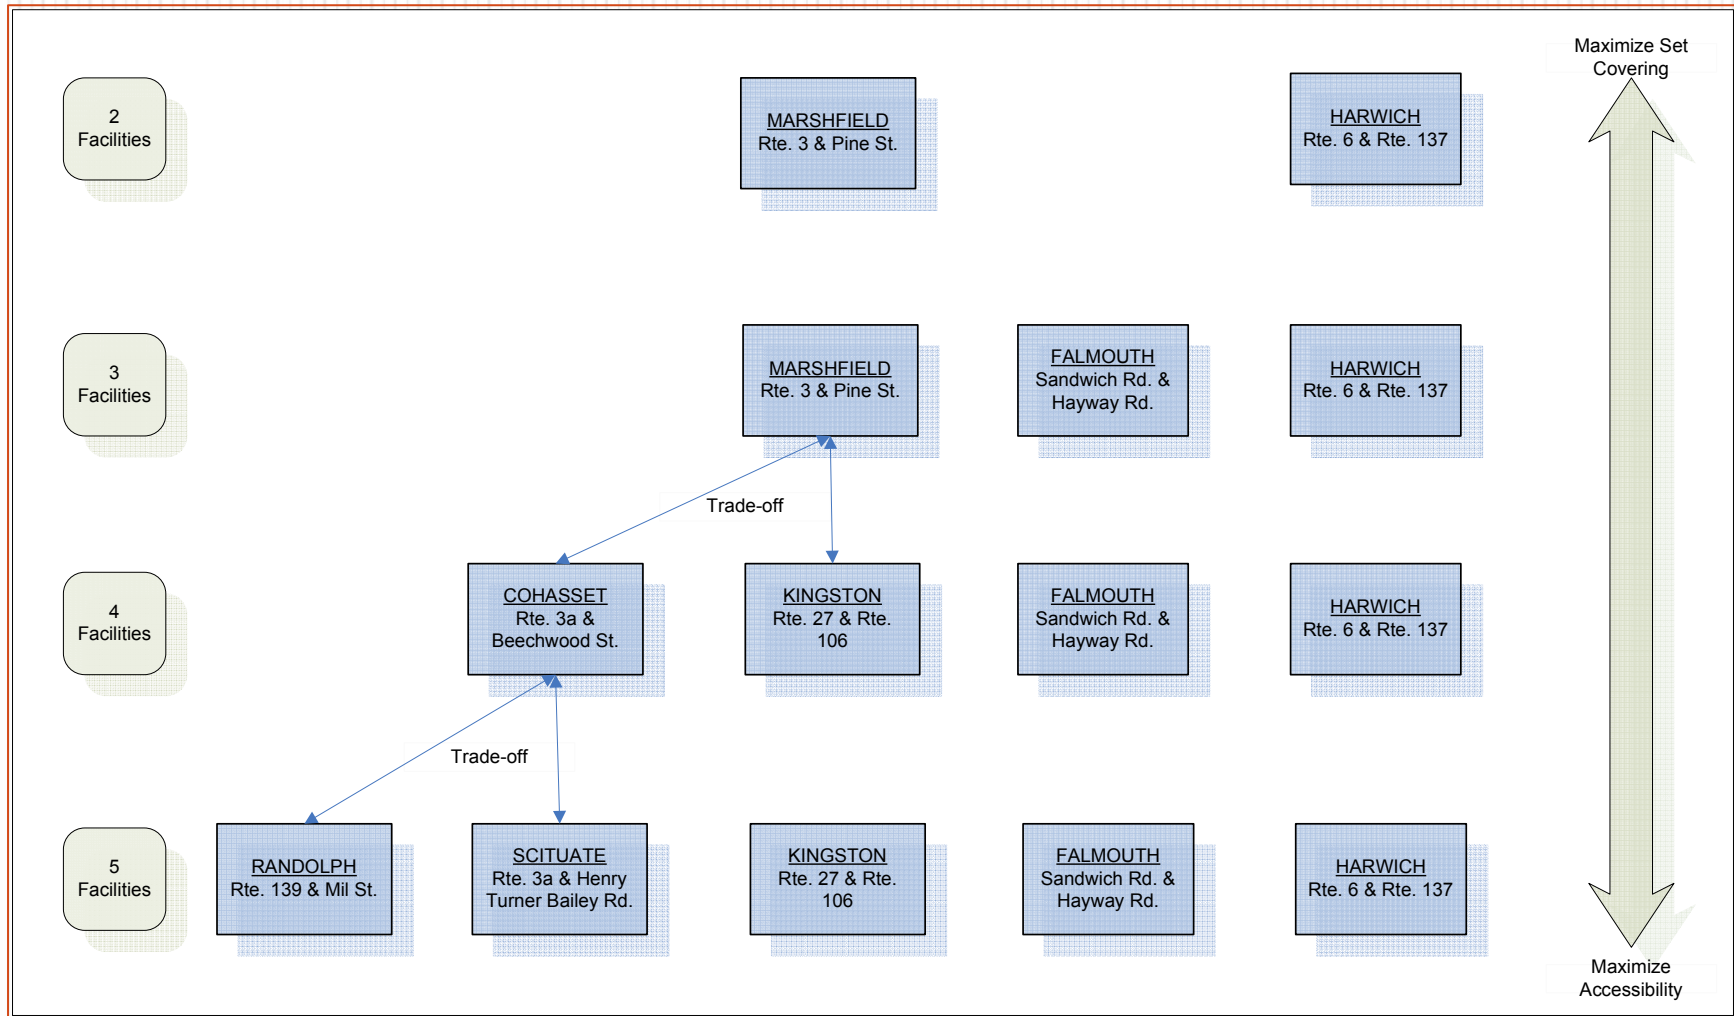 Maximize Set
Covering
2
Facilities
MARSHFIELD
Rte. 3 & Pine St.
HARWICH
Rte. 6 & Rte. 137
3
Facilities
MARSHFIELD
Rte. 3 & Pine St.
FALMOUTH
Sandwich Rd. &
Hayway Rd.
HARWICH
Rte. 6 & Rte. 137
Trade-off
4
Facilities
COHASSET
Rte. 3a &
Beechwood St.
KINGSTON
Rte. 27 & Rte.
106
FALMOUTH
Sandwich Rd. &
Hayway Rd.
HARWICH
Rte. 6 & Rte. 137
Trade-off
5
Facilities
RANDOLPH
Rte. 139 & Mil St.
SCITUATE
Rte. 3a & Henry
Turner Bailey Rd.
KINGSTON
Rte. 27 & Rte.
106
FALMOUTH
Sandwich Rd. &
Hayway Rd.
HARWICH
Rte. 6 & Rte. 137
Maximize
Accessibility